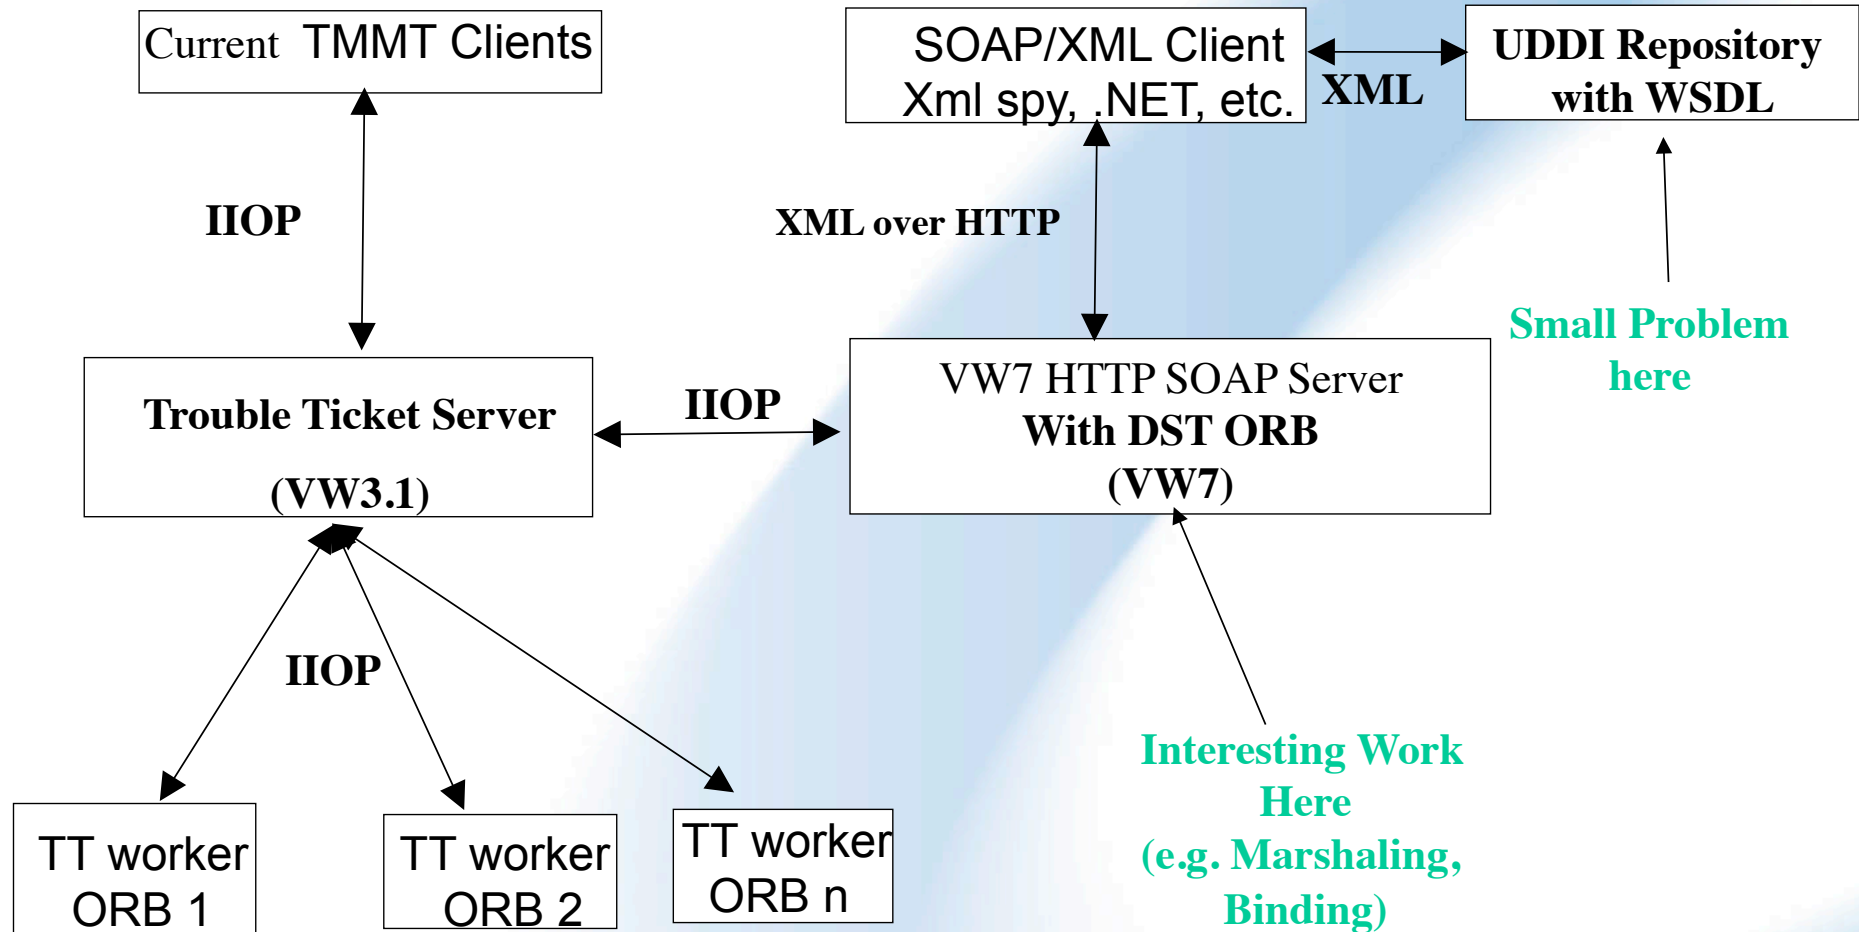 Current TMMT Clients
SOAP/XML Client
Xml spy, .NET, etc.
XML
UDDI Repository
with WSDL
IIOP
XML over HTTP
Small Problem
here
Trouble Ticket Server
(VW3.1)
IIOP
VW7 HTTP SOAP Server
With DST ORB
(VW7)
IIOP
Interesting Work
Here
(e.g. Marshaling,
Binding)
TT worker
ORB 1
TT worker
ORB 2
TT worker
ORB n